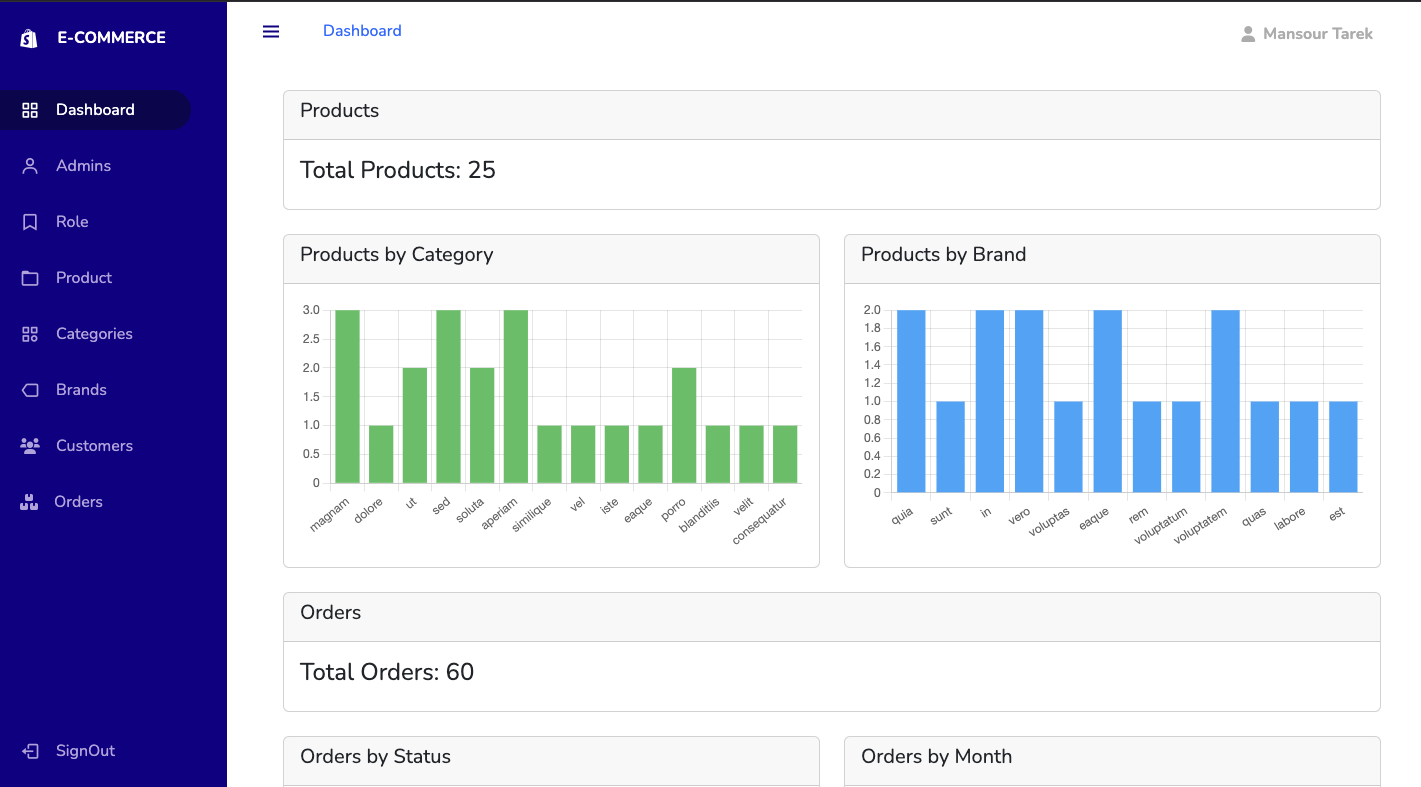 E-COMMERCE
Dashboard
Mansour Tarek
Dashboard
Admins
Role
Product
Categories
Brands
Customers
Orders
SignOut
Products
Total Products: 25
Products by Category
3.0
2.5
2.0
1.5
1.0
0.5
0
magnam
dolore
ut
sed
soluta
aperiam
similique
vel
iste
eaque
porro
blanditiis
velit
consequatur
Products by Brand
2.0
1.8
1.6
1.4
1.2
1.0
0.8
0.6
0.4
0.2
0
quia
sunt
in
vero
voluptas
eaque
rem
voluptatum
voluptatem
quas
labore
est
Orders
Total Orders: 60
Orders by Status
Orders by Month